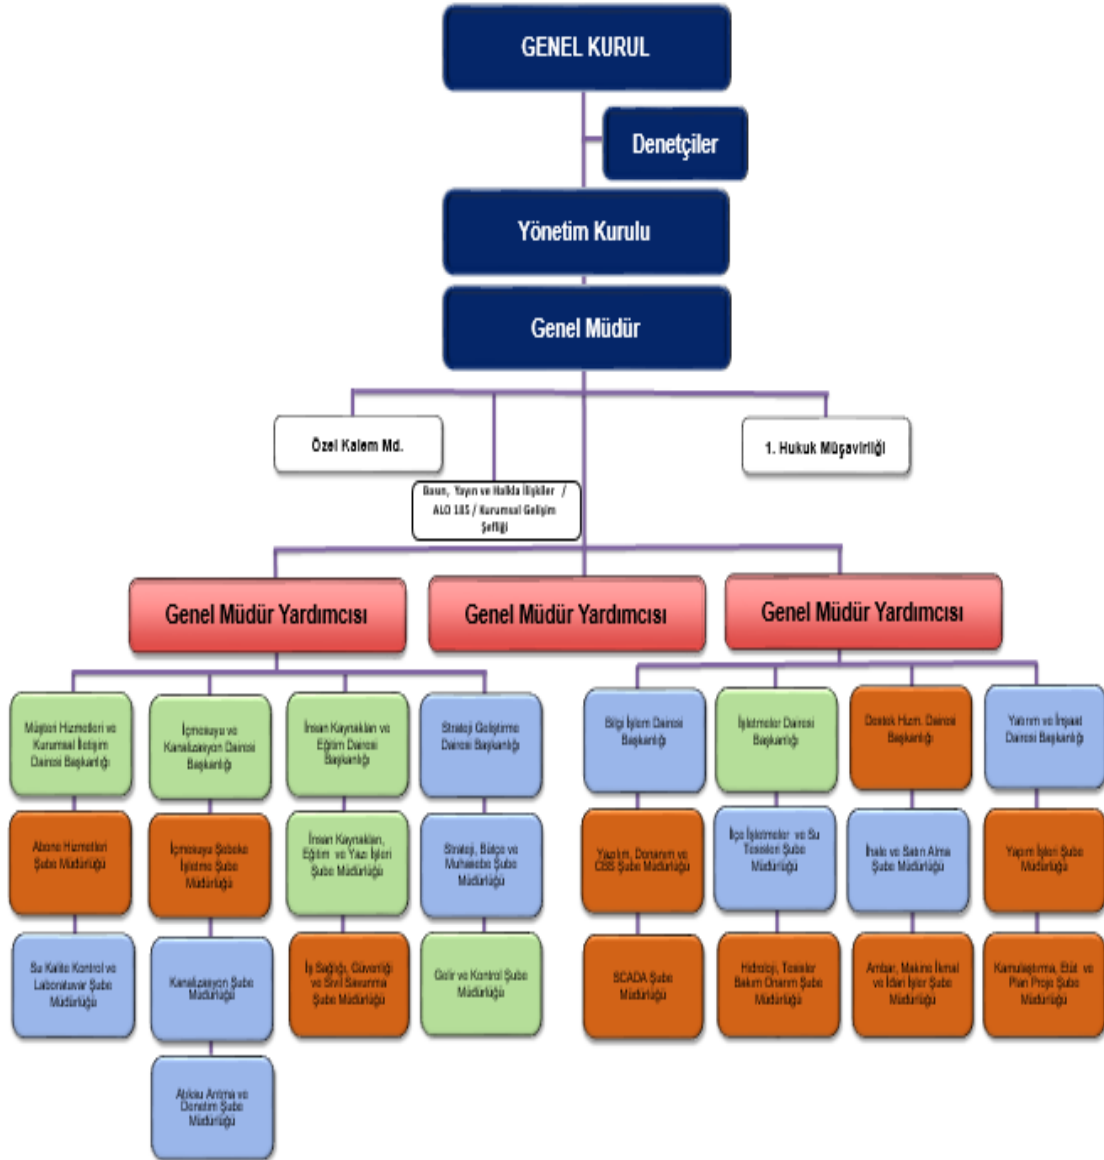 GENEL KURUL
Denetçiler
Yönetim Kurulu
Genel Müdür
Özel Kalem Md.
1. Hukuk Müşavirliği
Basın, Yayın ve Halkla İlişkiler /
ALO 185 / Kurumsal Gelişim
Şefliği
Genel Müdür Yardımcısı
Genel Müdür Yardımcısı
Genel Müdür Yardımcısı
Müşteri Hizmetleri ve
Kurumsal İletişim
Dairesi Başkanlığı
İçmesuyu ve
Kanalizasyon Dairesi
Başkanlığı
İnsan Kaynakları ve
Eğitim Dairesi
Başkanlığı
Strateji Geliştirme
Dairesi Başkanlığı
Bilgi İşlem Dairesi
Başkanlığı
İşletmeler Dairesi
Başkanlığı
Destek Hizm. Dairesi
Başkanlığı
Yatırım ve İnşaat
Dairesi Başkanlığı
Abone Hizmetleri
Şube Müdürlüğü
İçmesuyu Şebeke
İşletme Şube
Müdürlüğü
İnsan Kaynakları,
Eğitim ve Yazı İşleri
Şube Müdürlüğü
Strateji, Bütçe ve
Muhasebe Şube
Müdürlüğü
Yazılım, Donanım ve
CBS Şube Müdürlüğü
İlçe İşletmeler ve Su
Tesisleri Şube
Müdürlüğü
İhale ve Satın Alma
Şube Müdürlüğü
Yapım İşleri Şube
Müdürlüğü
Su Kalite Kontrol ve
Laboratuvar Şube
Müdürlüğü
Kanalizasyon Şube
Müdürlüğü
İş Sağlığı, Güvenliği
ve Sivil Savunma
Şube Müdürlüğü
Gelir ve Kontrol Şube
Müdürlüğü
SCADA Şube
Müdürlüğü
Hidroloji, Tesisler
Bakım Onarım Şube
Müdürlüğü
Ambar, Makine İkmal
ve İdari İşler Şube
Müdürlüğü
Kamulaştırma, Etüt ve
Plan Proje Şube
Müdürlüğü
Atıksu Arıtma ve
Denetim Şube
Müdürlüğü